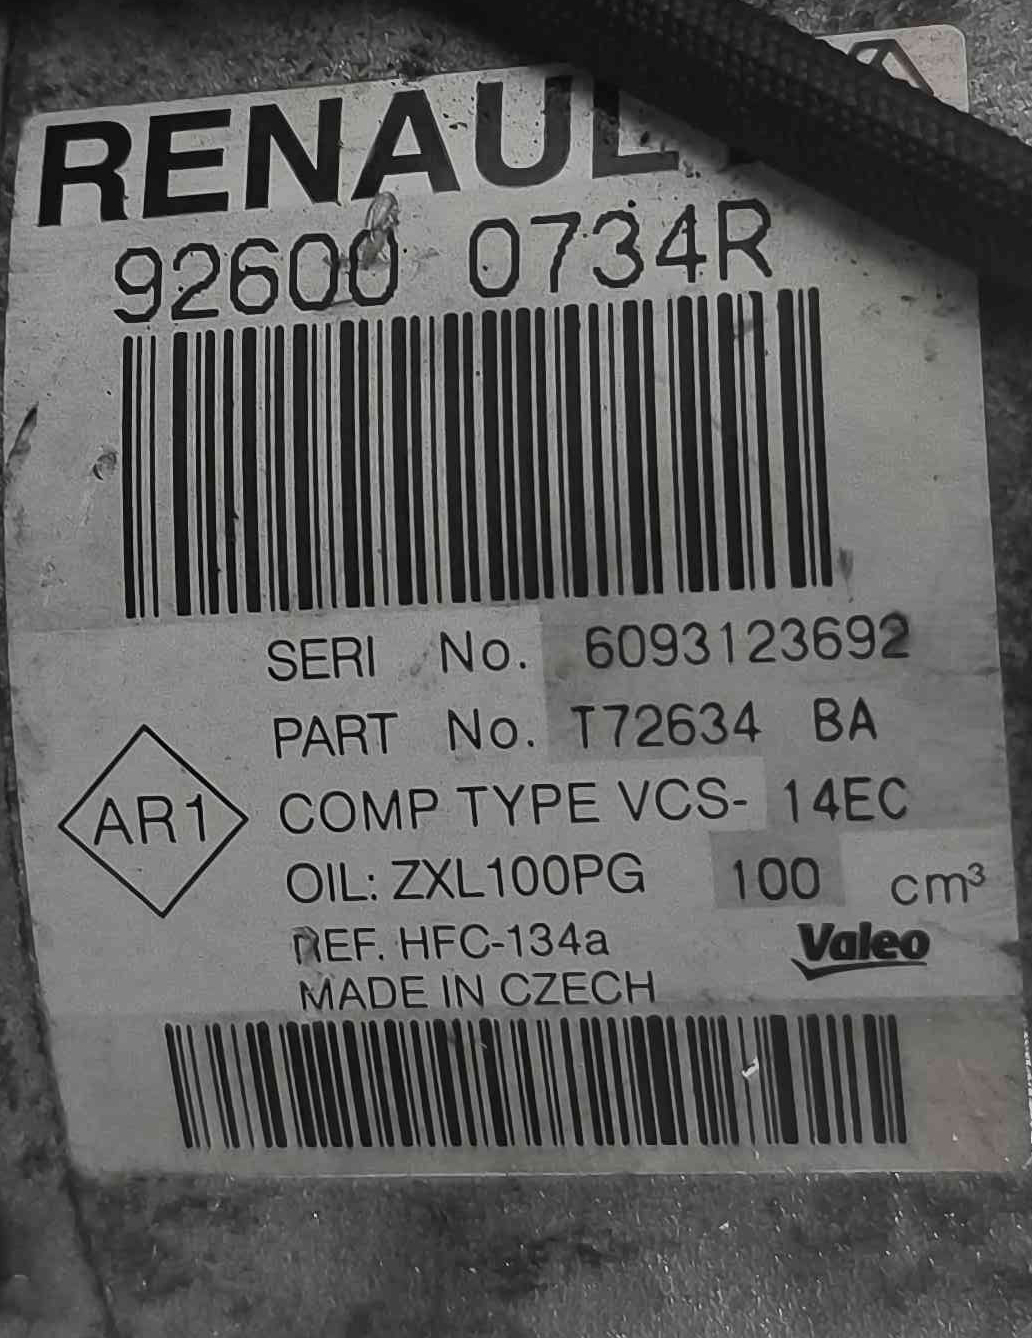 RENAUL
92600 0734R
SERI No. 6093123692
PART No. T72634 BA
AR1
COMP TYPE VCS- 14EC
OIL: ZXL100PG 100 cm³
REF. HFC-134a
Valeo
MADE IN CZECH